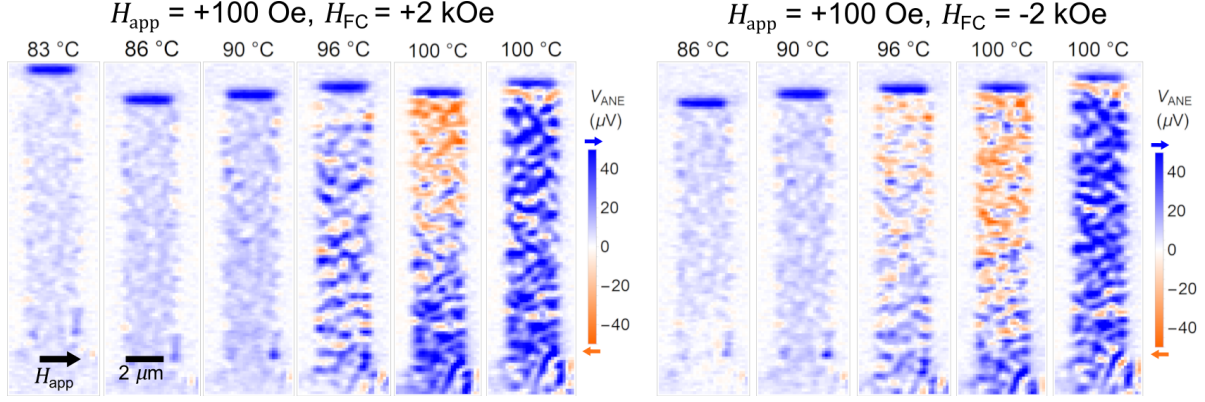 H_app = +100 Oe, H_FC = +2 kOe
83 °C 86 °C 90 °C 96 °C 100 °C 100 °C
V_ANE
(μV)
40
20
0
−20
−40
H_app
2 μm
H_app = +100 Oe, H_FC = -2 kOe
86 °C 90 °C 96 °C 100 °C 100 °C
V_ANE
(μV)
40
20
0
−20
−40